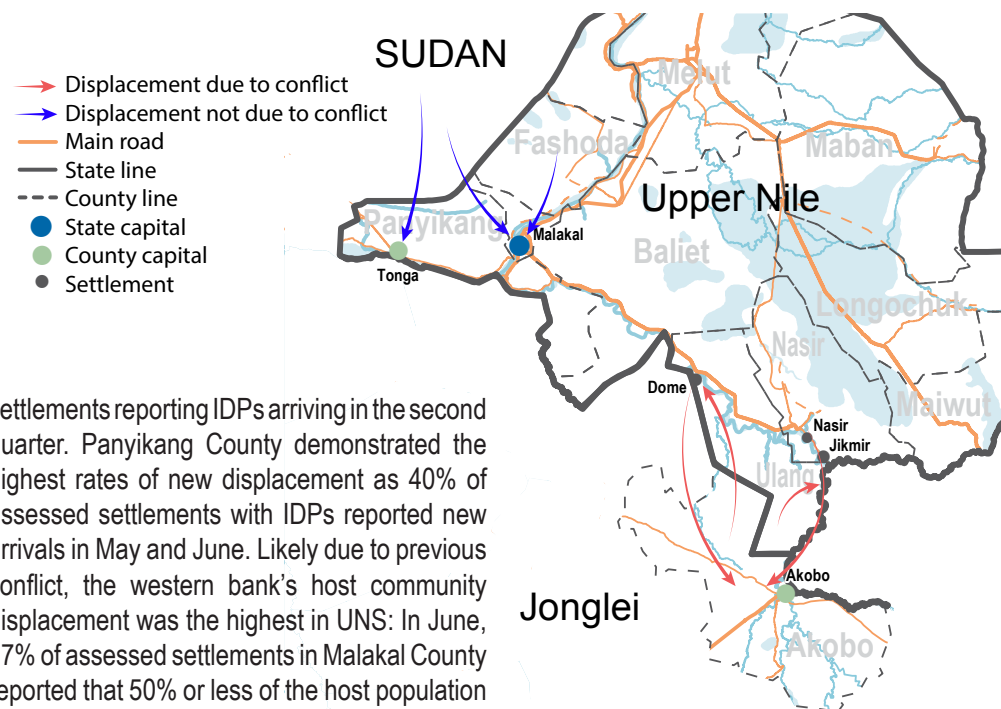 SUDAN
Displacement due to conflict
Displacement not due to conflict
Main road
State line
County line
State capital
County capital
Settlement
Melut
Fashoda
Maban
Upper Nile
Panyikang
Malakal
Baliet
Tonga
Longochuk
Nasir
Dome
Maiwut
Nasir
Jikmir
Ulang
Akobo
Jonglei
Akobo
ettlements reporting IDPs arriving in the second
uarter. Panyikang County demonstrated the
ighest rates of new displacement as 40% of
ssessed settlements with IDPs reported new
rrivals in May and June. Likely due to previous
onflict, the western bank's host community
isplacement was the highest in UNS: In June,
7% of assessed settlements in Malakal County
eported that 50% or less of the host population